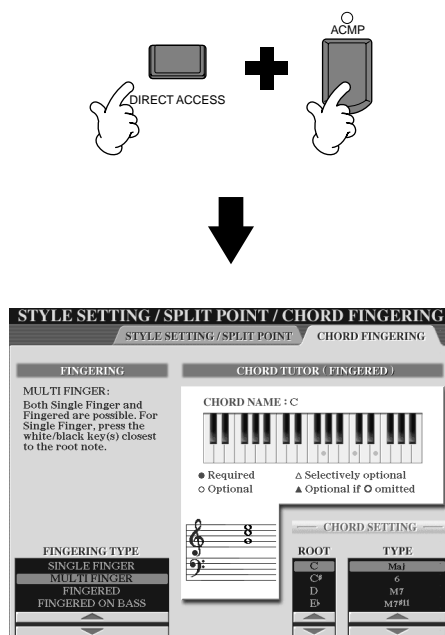 ACMP
DIRECT ACCESS
STYLE SETTING / SPLIT POINT / CHORD FINGERING
STYLE SETTING / SPLIT POINT
CHORD FINGERING
FINGERING
MULTI FINGER:
Both Single Finger and
Fingered are possible. For
Single Finger, press the
white/black key(s) closest
to the root note.
CHORD TUTOR ( FINGERED )
CHORD NAME : C
● Required
△ Selectively optional
○ Optional
▲ Optional if O omitted
FINGERING TYPE
SINGLE FINGER
MULTI FINGER
FINGERED
FINGERED ON BASS
CHORD SETTING
ROOT
C
C#
D
E♭
TYPE
Maj
6
M7
M7#11